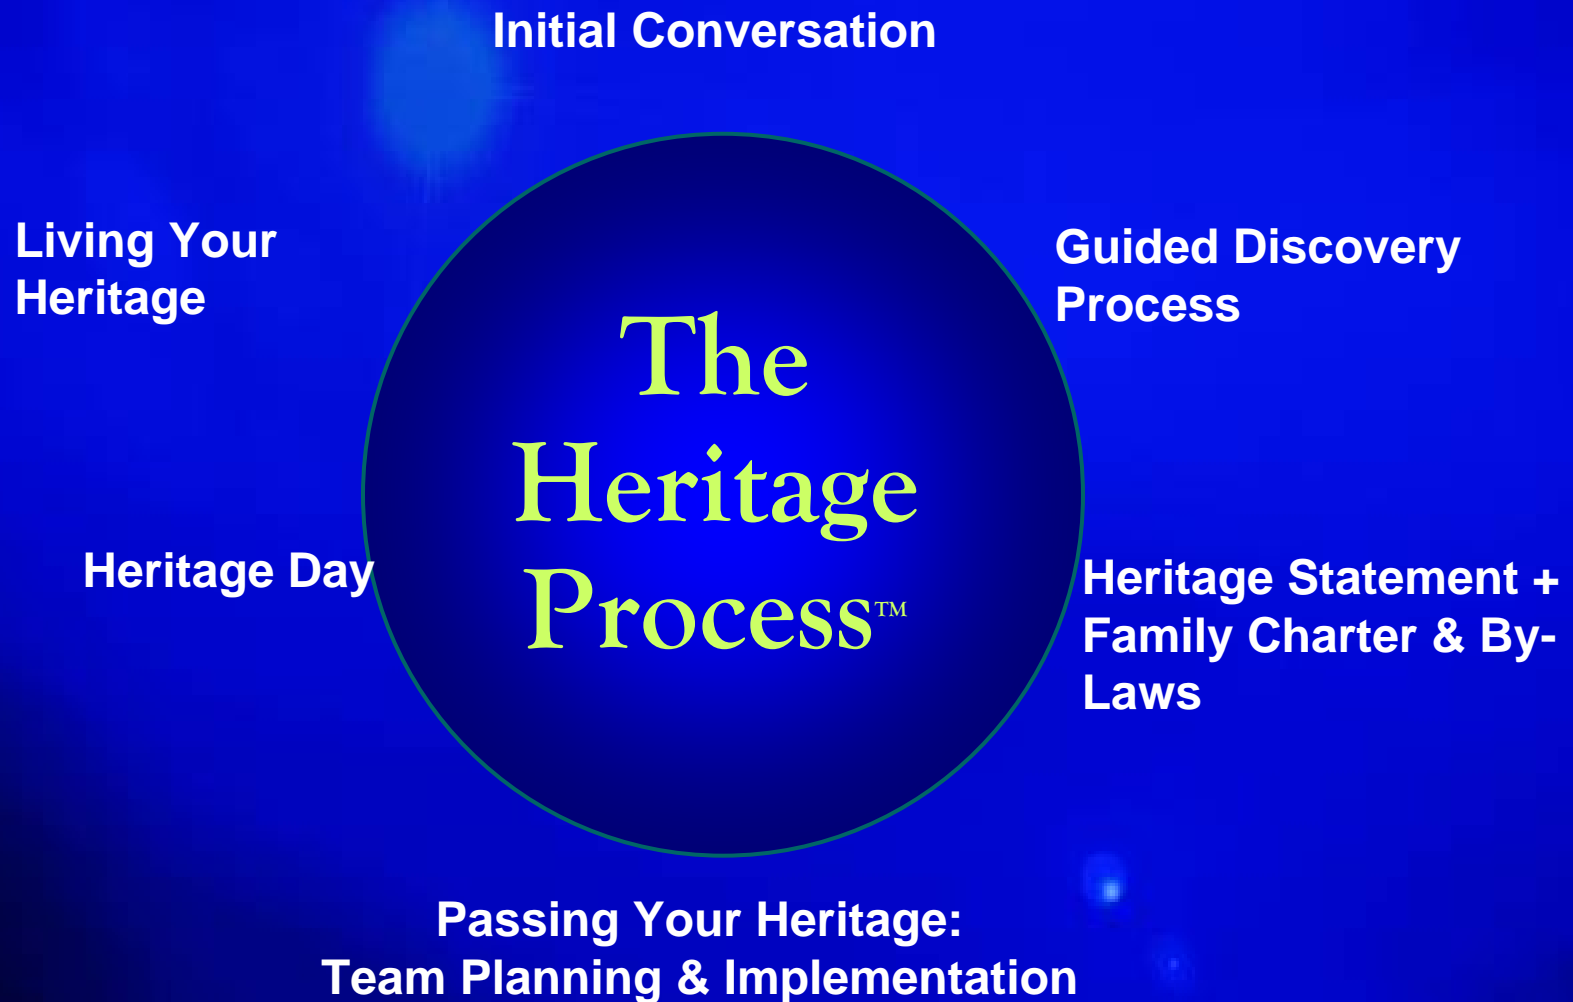 Initial Conversation
Living Your
Heritage
Guided Discovery
Process
The
Heritage
Process™
Heritage Day
Heritage Statement +
Family Charter & By-
Laws
Passing Your Heritage:
Team Planning & Implementation